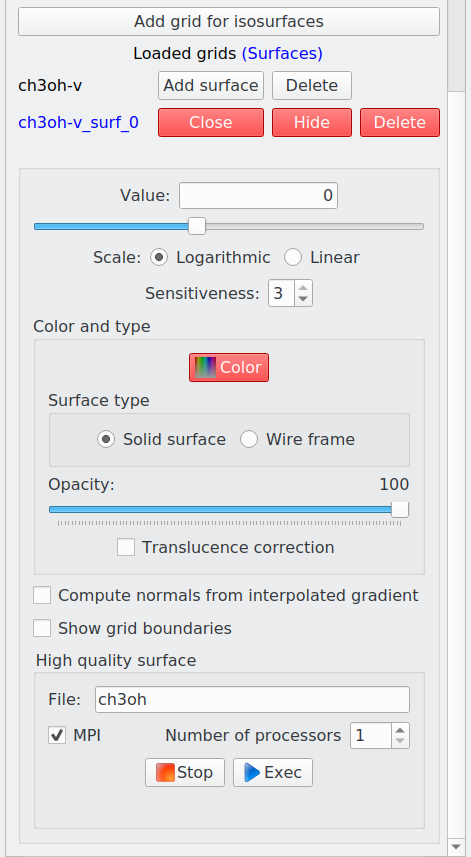 Add grid for isosurfaces
Loaded grids (Surfaces)
ch3oh-v Add surface Delete
ch3oh-v_surf_0 Close Hide Delete
Value: 0
Scale: Logarithmic Linear
Sensitiveness: 3
Color and type
Color
Surface type
Solid surface Wire frame
Opacity: 100
Translucence correction
Compute normals from interpolated gradient
Show grid boundaries
High quality surface
File: ch3oh
MPI Number of processors 1
Stop Exec